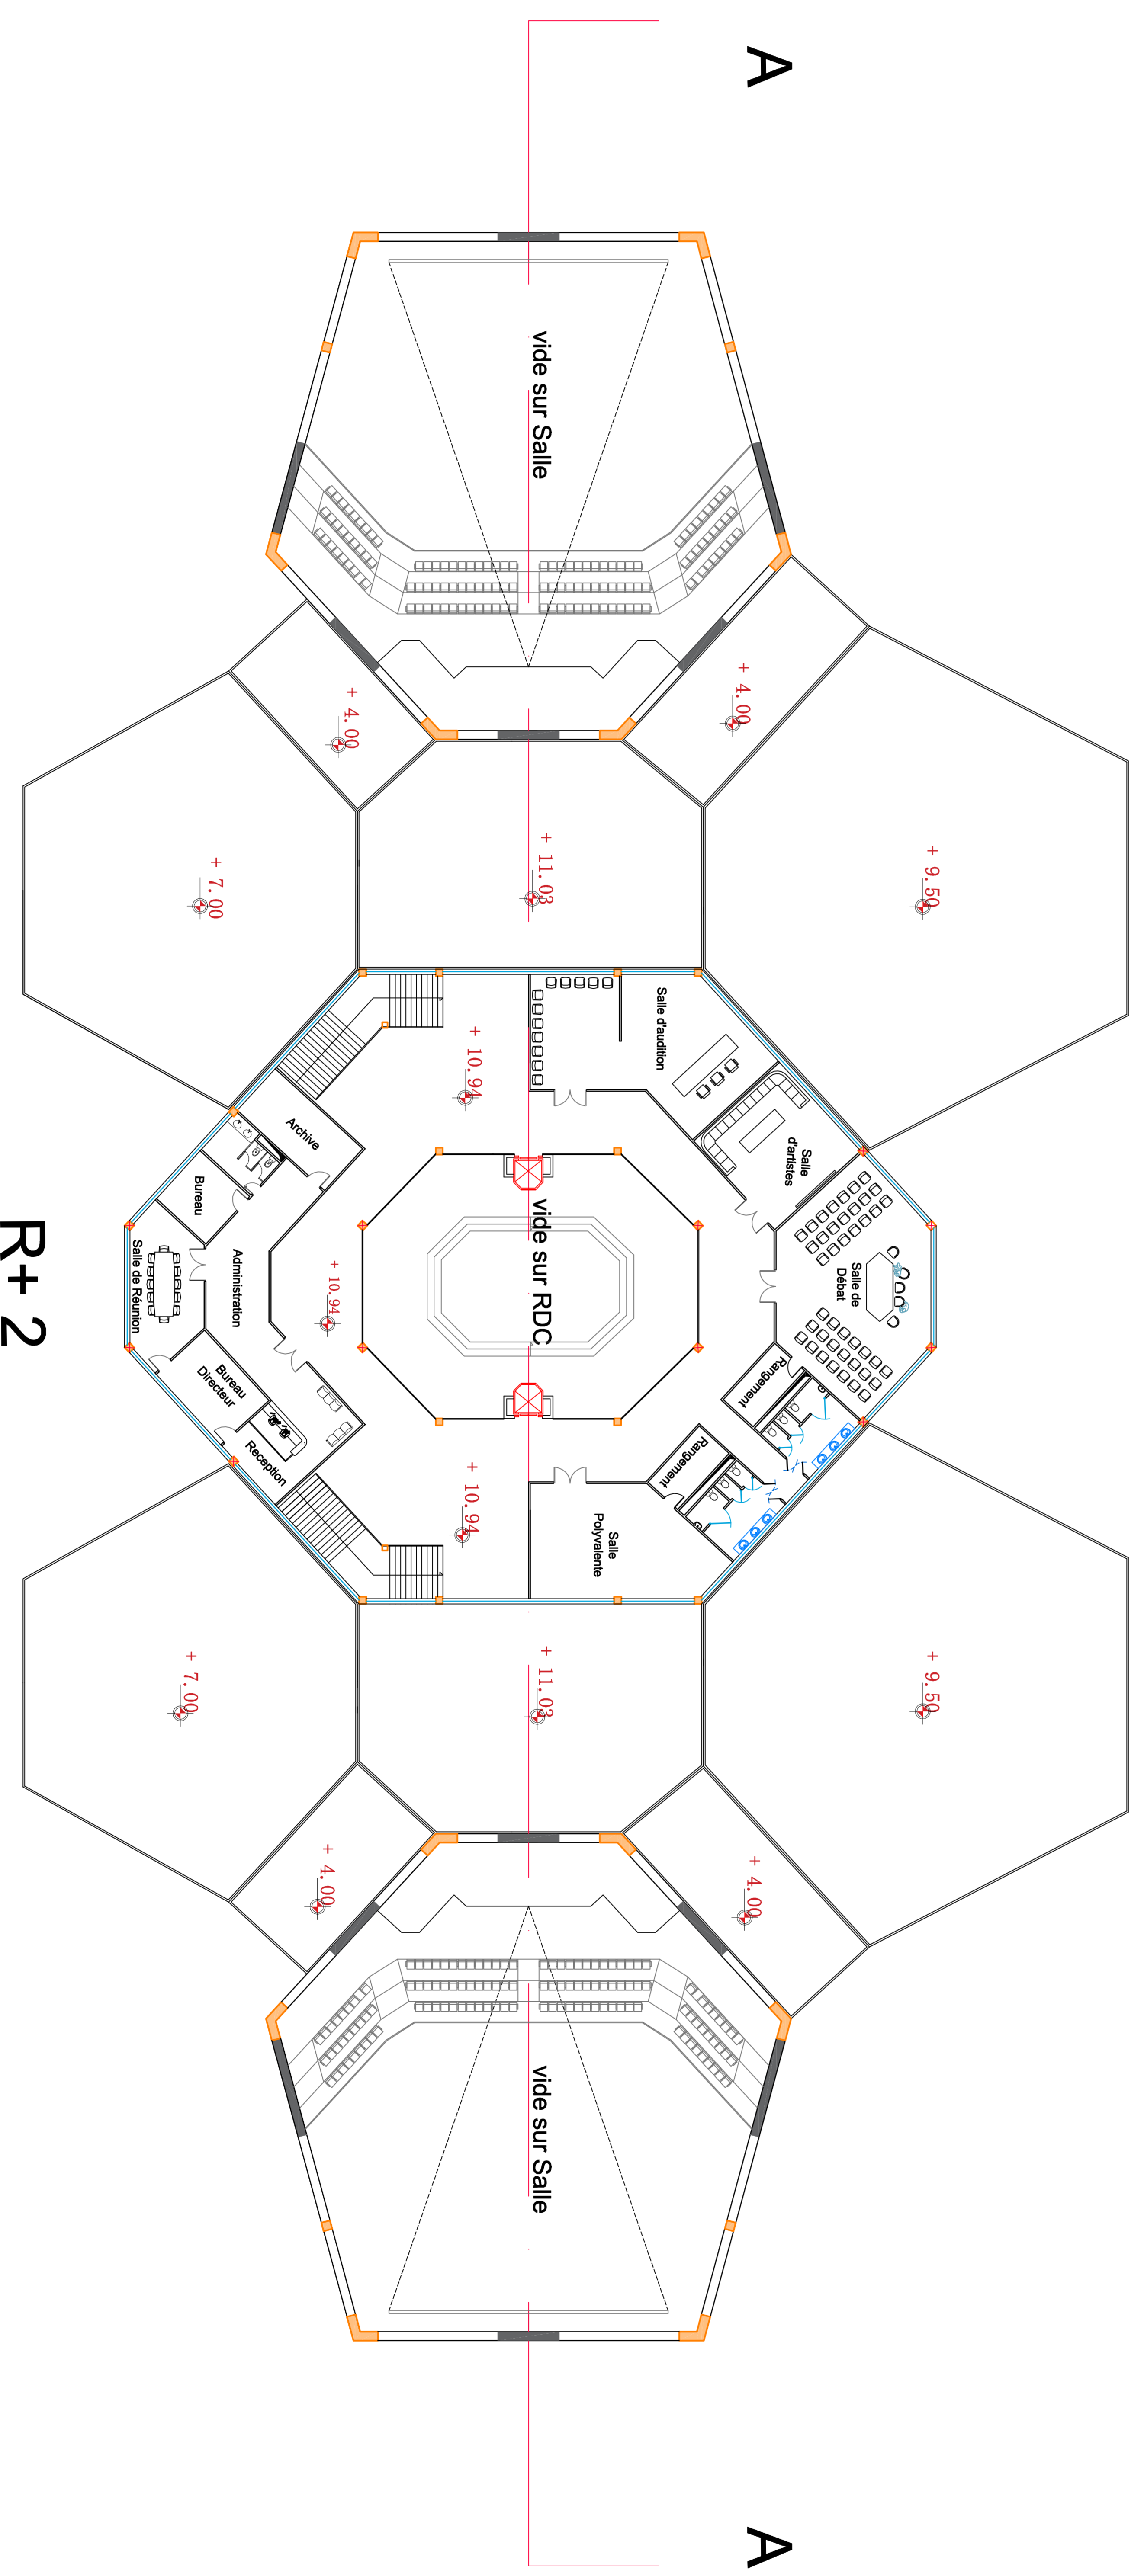 A
A
vide sur Salle
+ 4.00
+ 4.00
+ 9.50
+ 11.03
+ 7.00
Salle d'audition
+ 10.94
Salle
d'artistes
Archive
Salle de
Débat
vide sur RDC
Bureau
Administration
Salle de Réunion
+ 10.94
Bureau
Directeur
Reception
Rangement
Rangement
+ 10.94
Salle
Polyvalente
+ 9.50
+ 11.03
+ 7.00
+ 4.00
+ 4.00
vide sur Salle
R+ 2